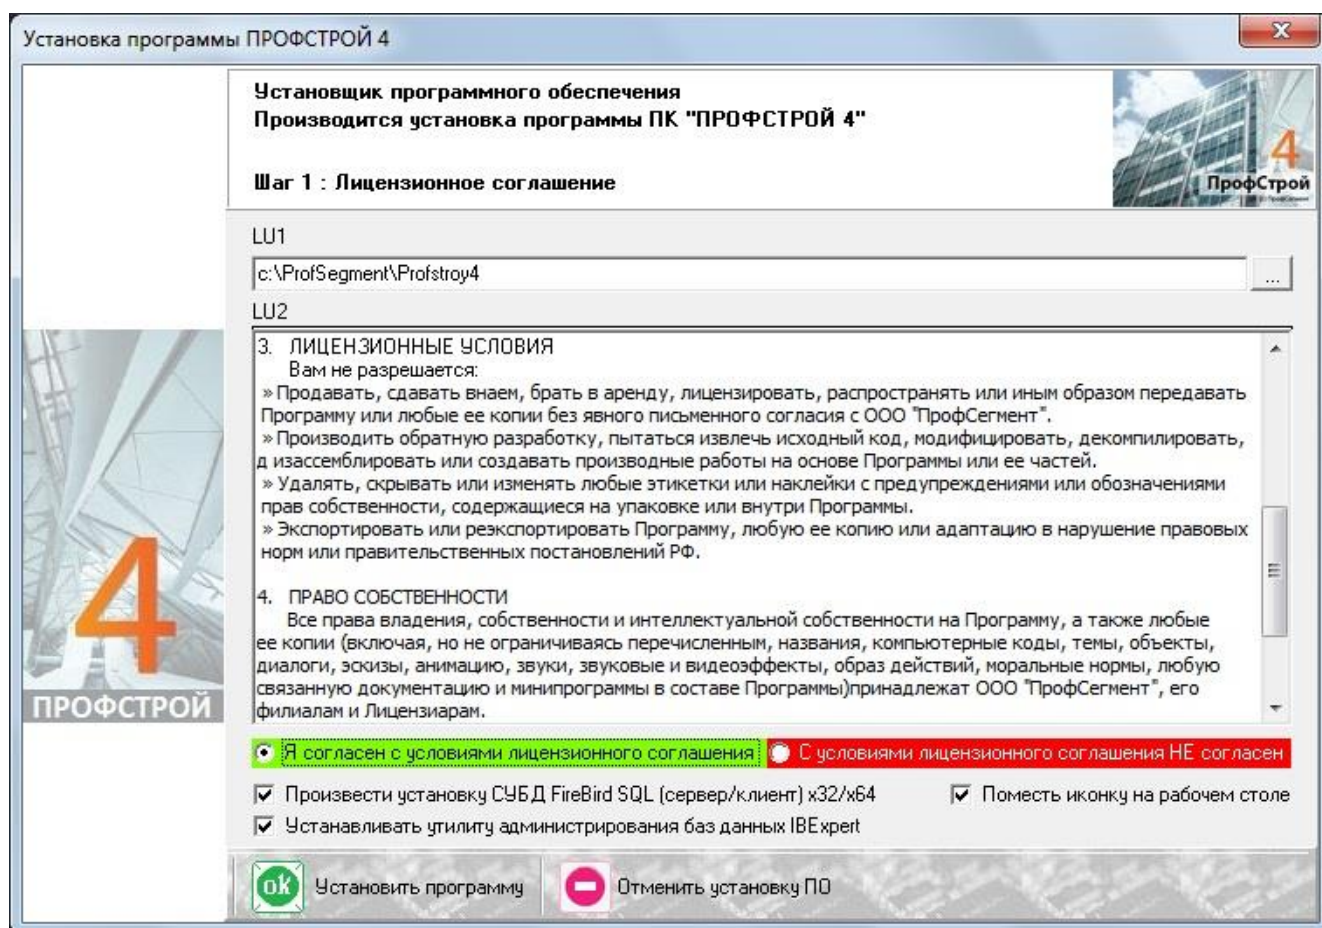 Установка программы ПРОФСТРОЙ 4
Установщик программного обеспечения
Производится установка программы ПК "ПРОФСТРОЙ 4"
Шаг 1 : Лицензионное соглашение
4
ПрофСтрой
LU1
c:\ProfSegment\Profstroy4
...
LU2
3. ЛИЦЕНЗИОННЫЕ УСЛОВИЯ
Вам не разрешается:
» Продавать, сдавать внаем, брать в аренду, лицензировать, распространять или иным образом передавать
Программу или любые ее копии без явного письменного согласия с ООО "ПрофСегмент".
» Производить обратную разработку, пытаться извлечь исходный код, модифицировать, декомпилировать,
д изассемблировать или создавать производные работы на основе Программы или ее частей.
» Удалять, скрывать или изменять любые этикетки или наклейки с предупреждениями или обозначениями
прав собственности, содержащиеся на упаковке или внутри Программы.
» Экспортировать или реэкспортировать Программу, любую ее копию или адаптацию в нарушение правовых
норм или правительственных постановлений РФ.
4. ПРАВО СОБСТВЕННОСТИ
Все права владения, собственности и интеллектуальной собственности на Программу, а также любые
ее копии (включая, но не ограничиваясь перечисленным, названия, компьютерные коды, темы, объекты,
диалоги, эскизы, анимацию, звуки, звуковые и видеоэффекты, образ действий, моральные нормы, любую
связанную документацию и минипрограммы в составе Программы)принадлежат ООО "ПрофСегмент", его
филиалам и Лицензиарам.
4
ПРОФСТРОЙ
Я согласен с условиями лицензионного соглашения С условиями лицензионного соглашения НЕ согласен
Произвести установку СУБД FireBird SQL (сервер/клиент) x32/x64 Поместь иконку на рабочем столе
Устанавливать утилиту администрирования баз данных IBExpert
ok Установить программу Отменить установку ПО